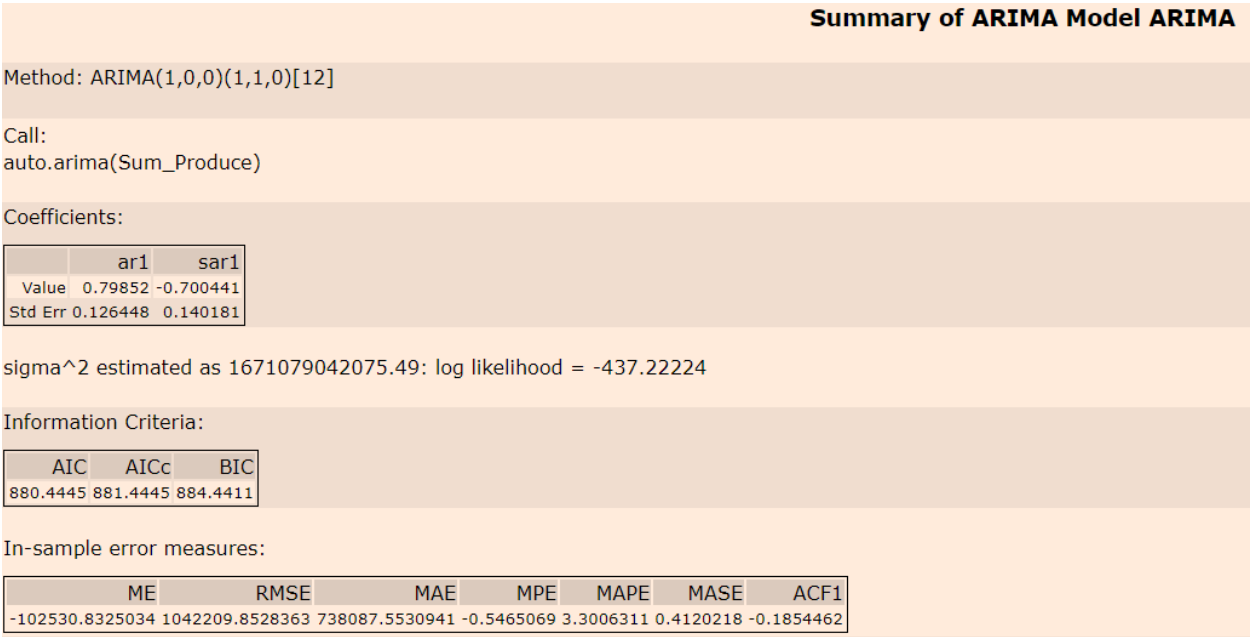 Summary of ARIMA Model ARIMA
Method: ARIMA(1,0,0)(1,1,0)[12]
Call:
auto.arima(Sum_Produce)
Coefficients:
ar1 sar1
Value 0.79852 -0.700441
Std Err 0.126448 0.140181
sigma^2 estimated as 1671079042075.49: log likelihood = -437.22224
Information Criteria:
AIC AICc BIC
880.4445 881.4445 884.4411
In-sample error measures:
ME RMSE MAE MPE MAPE MASE ACF1
-102530.8325034 1042209.8528363 738087.5530941 -0.5465069 3.3006311 0.4120218 -0.1854462